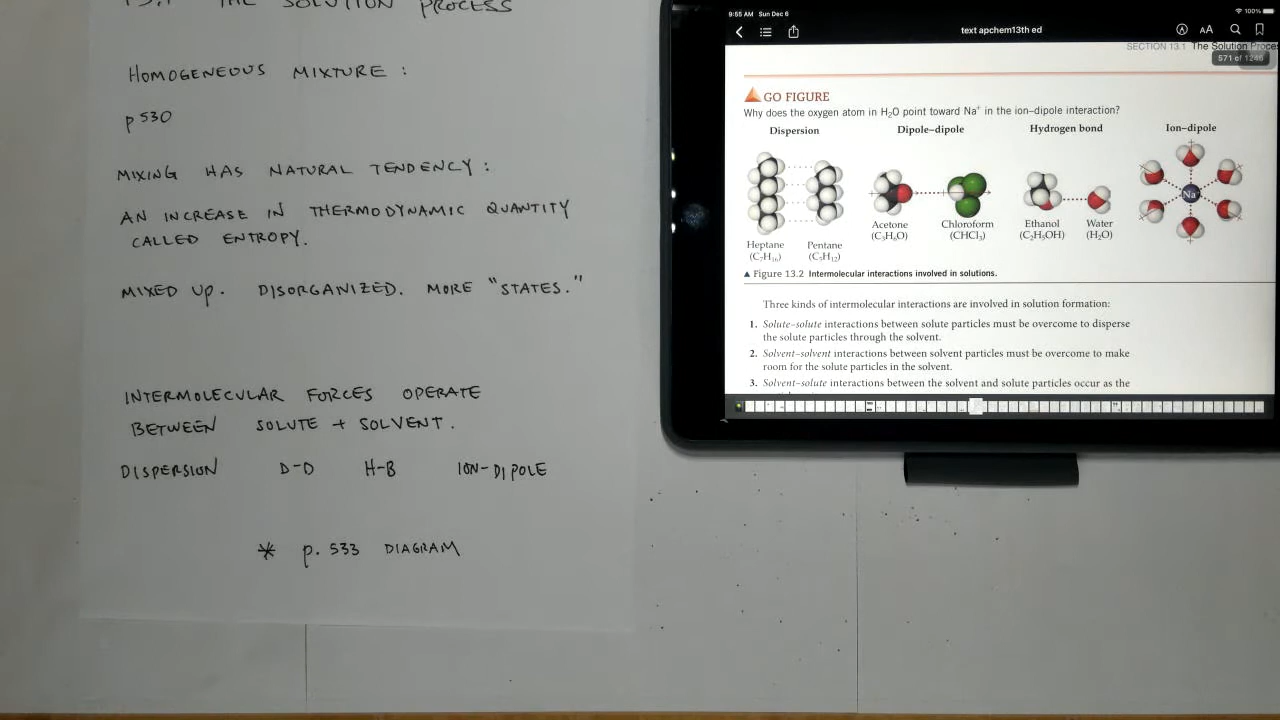 13.1 THE SOLUTION PROCESS
HOMOGENEOUS MIXTURE :
p 530
MIXING HAS NATURAL TENDENCY :
AN INCREASE IN THERMODYNAMIC QUANTITY
CALLED ENTROPY.
MIXED UP. DISORGANIZED. MORE "STATES."
INTERMOLECULAR FORCES OPERATE
BETWEEN SOLUTE + SOLVENT.
DISPERSION D-D H-B ION-DIPOLE
* p. 533 DIAGRAM
9:55 AM Sun Dec 6
100%
text apchem13th ed
AA
SECTION 13.1 The Solution Proce
571 of 1246
GO FIGURE
Why does the oxygen atom in H₂O point toward Na⁺ in the ion–dipole interaction?
Dispersion Dipole–dipole Hydrogen bond Ion–dipole
Na⁺
Heptane
(C₇H₁₆)
Pentane
(C₅H₁₂)
Acetone
(C₃H₆O)
Chloroform
(CHCl₃)
Ethanol
(C₂H₅OH)
Water
(H₂O)
▲ Figure 13.2 Intermolecular interactions involved in solutions.
Three kinds of intermolecular interactions are involved in solution formation:
1. Solute–solute interactions between solute particles must be overcome to disperse
the solute particles through the solvent.
2. Solvent–solvent interactions between solvent particles must be overcome to make
room for the solute particles in the solvent.
3. Solvent–solute interactions between the solvent and solute particles occur as the